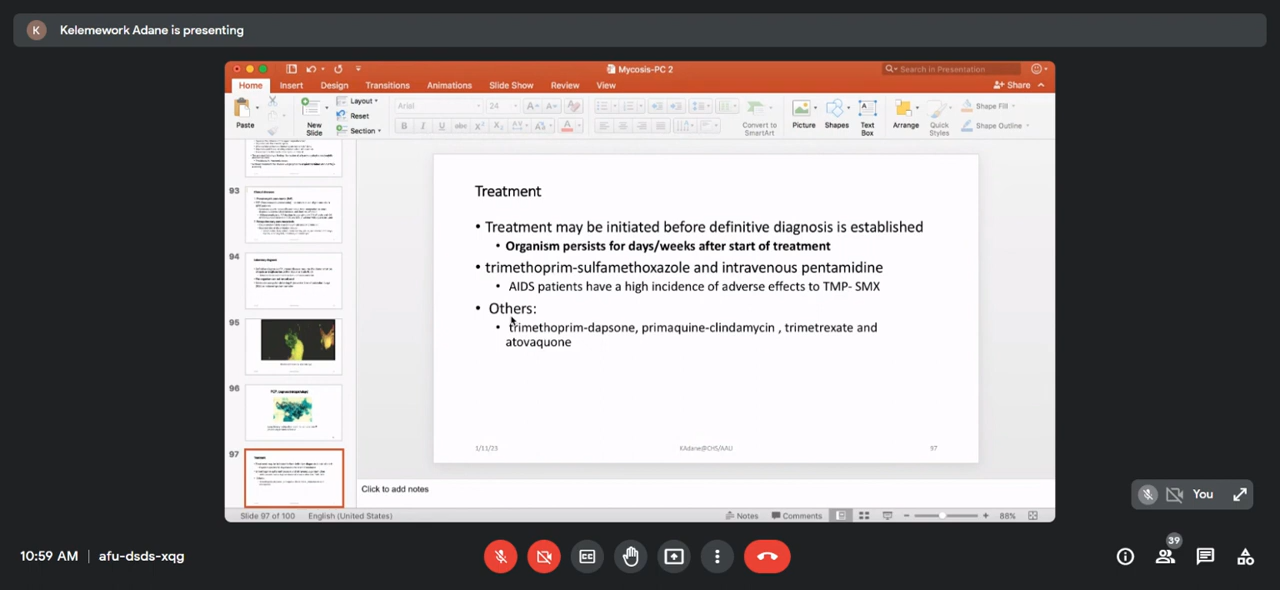 K Kelemework Adane is presenting
Mycosis-PC 2
Search in Presentation
Home Insert Design Transitions Animations Slide Show Review View
Share
Paste
New Slide
Layout
Reset
Section
Arial 24
Convert to SmartArt
Picture
Shapes
Text Box
Arrange
Quick Styles
Shape Fill
Shape Outline
93
94
95
96
97
Treatment
• Treatment may be initiated before definitive diagnosis is established
• Organism persists for days/weeks after start of treatment
• trimethoprim-sulfamethoxazole and intravenous pentamidine
• AIDS patients have a high incidence of adverse effects to TMP- SMX
• Others:
• trimethoprim-dapsone, primaquine-clindamycin , trimetrexate and
atovaquone
1/11/23 KAdane@CHS/AAU 97
Click to add notes
Slide 97 of 100 English (United States) Notes Comments 88%
You
10:59 AM | afu-dsds-xqg
39